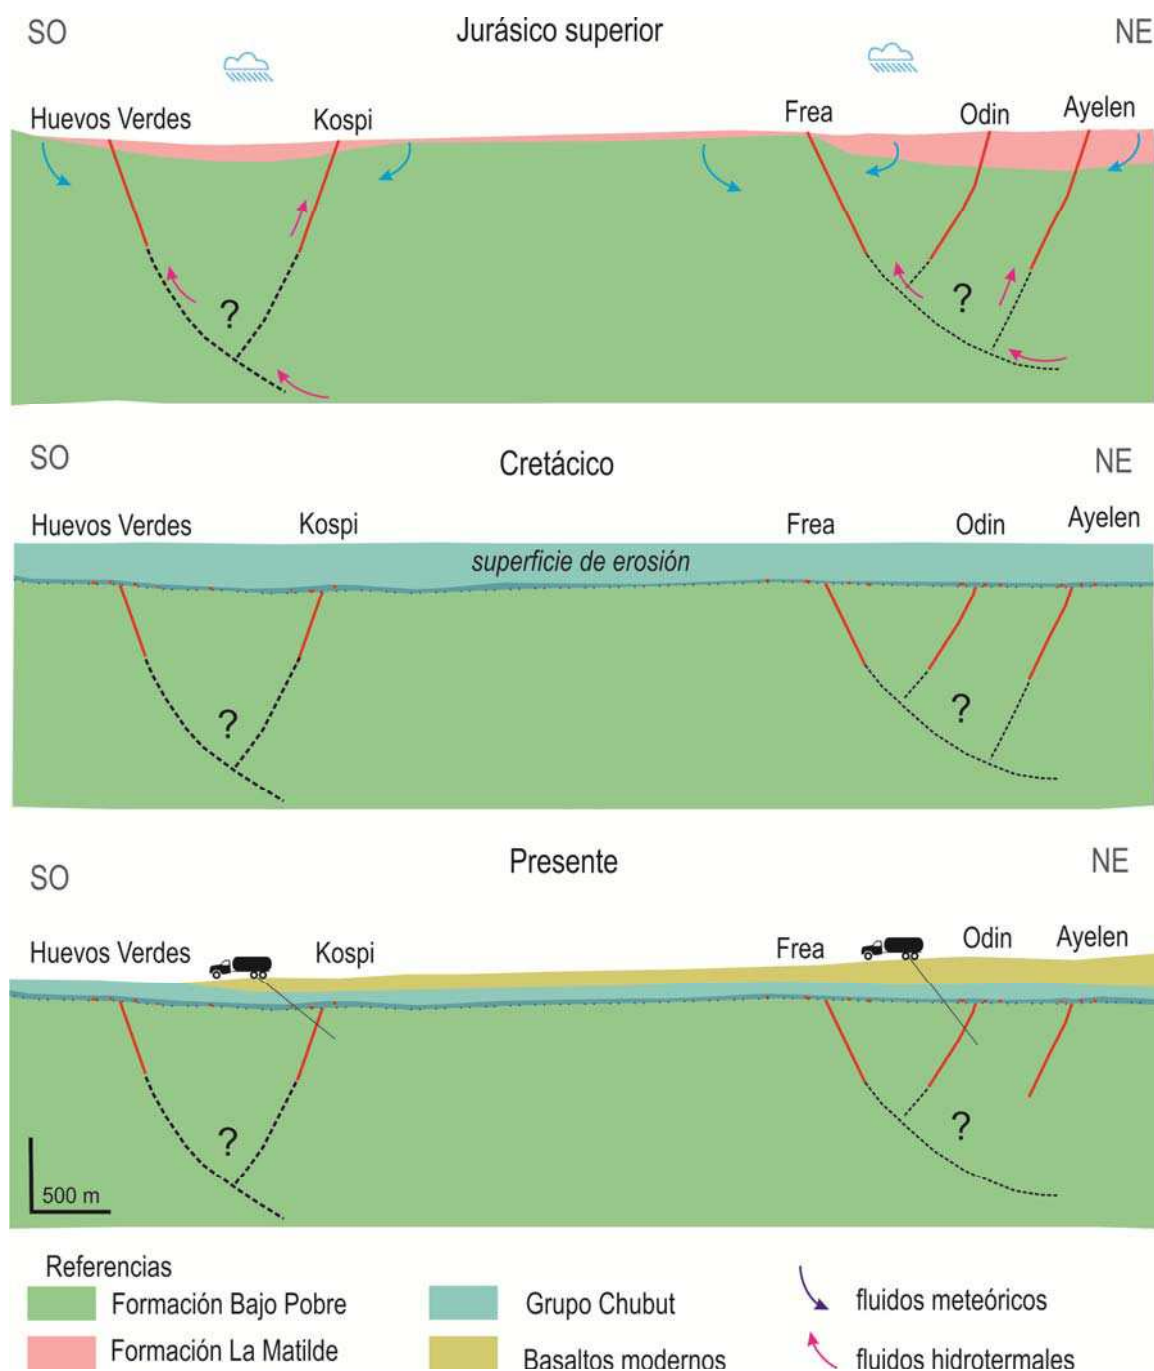 SO Jurásico superior NE
Huevos Verdes Kospi Frea Odin Ayelen
? ?
SO Cretácico NE
Huevos Verdes Kospi Frea Odin Ayelen
superficie de erosión
? ?
SO Presente NE
Huevos Verdes Kospi Frea Odin Ayelen
? ?
500 m
Referencias
Formación Bajo Pobre Grupo Chubut fluidos meteóricos
Formación La Matilde Basaltos modernos fluidos hidrotermales